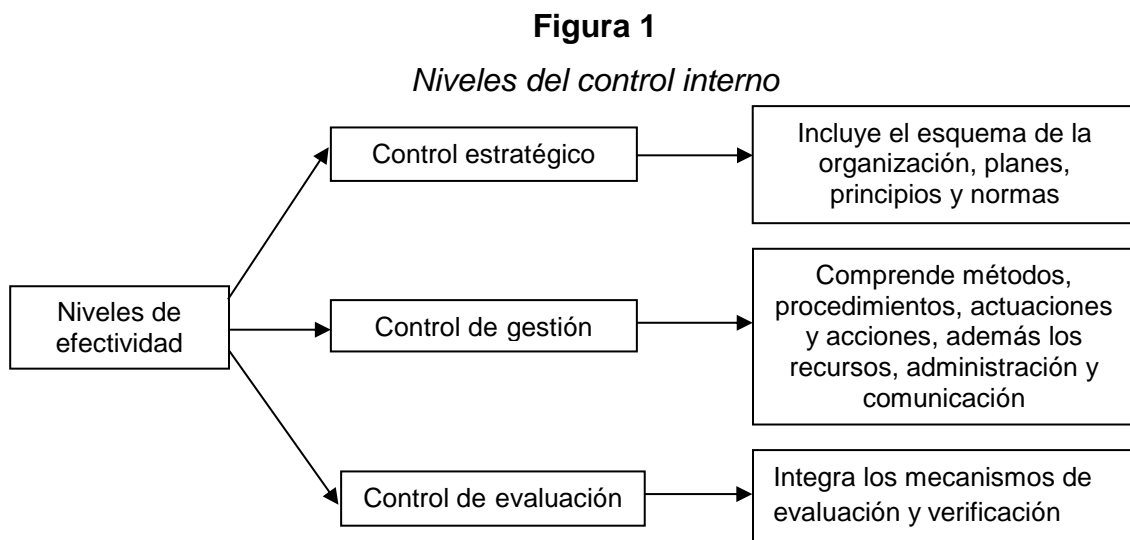 Figura 1
Niveles del control interno
Control estratégico
Incluye el esquema de la
organización, planes,
principios y normas
Niveles de
efectividad
Control de gestión
Comprende métodos,
procedimientos, actuaciones
y acciones, además los
recursos, administración y
comunicación
Control de evaluación
Integra los mecanismos de
evaluación y verificación